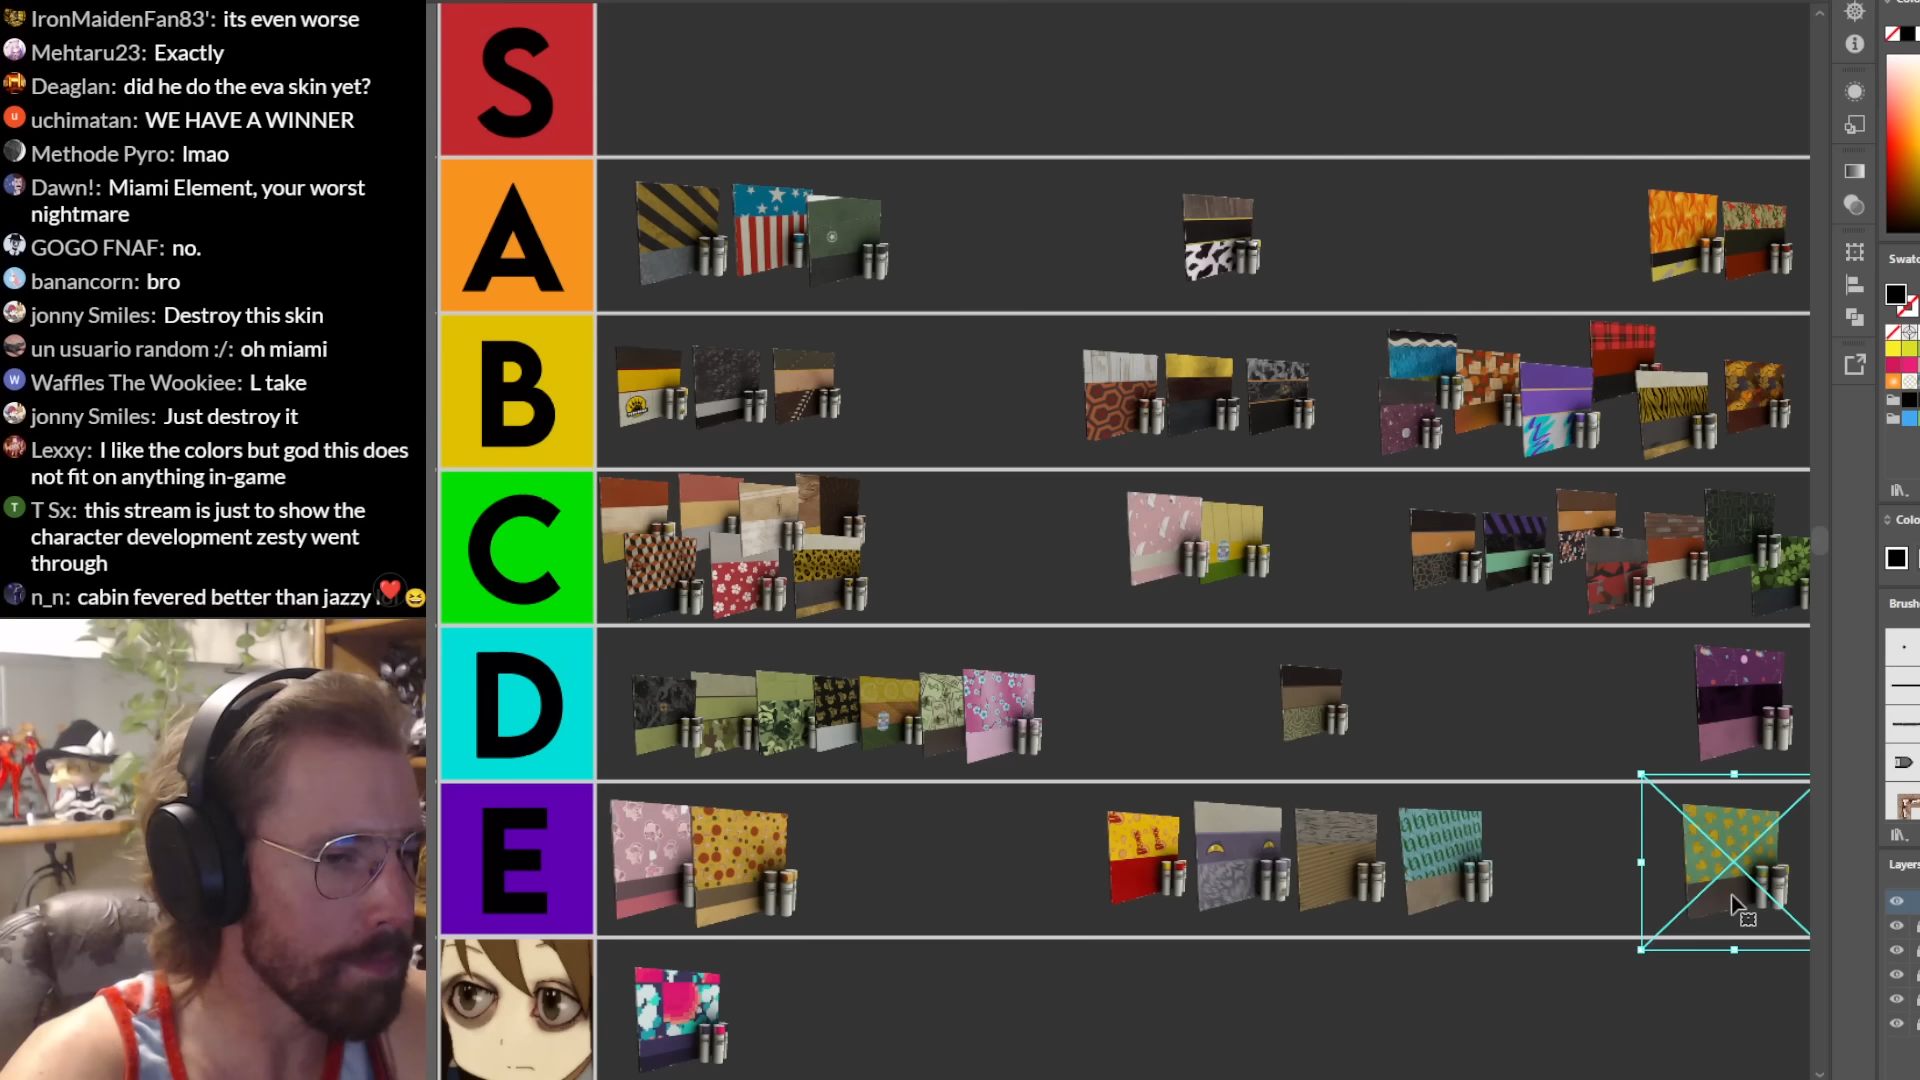 IronMaidenFan83': its even worse
Mehtaru23: Exactly
Deaglan: did he do the eva skin yet?
uchimatan: WE HAVE A WINNER
Methode Pyro: lmao
Dawn!: Miami Element, your worst
nightmare
GOGO FNAF: no.
banancorn: bro
jonny Smiles: Destroy this skin
un usuario random :/: oh miami
Waffles The Wookiee: L take
jonny Smiles: Just destroy it
Lexxy: I like the colors but god this does
not fit on anything in-game
T Sx: this stream is just to show the
character development zesty went
through
n_n: cabin fevered better than jazzy
S
A
B
C
D
E
Swatc
Colo
Brushe
Layers